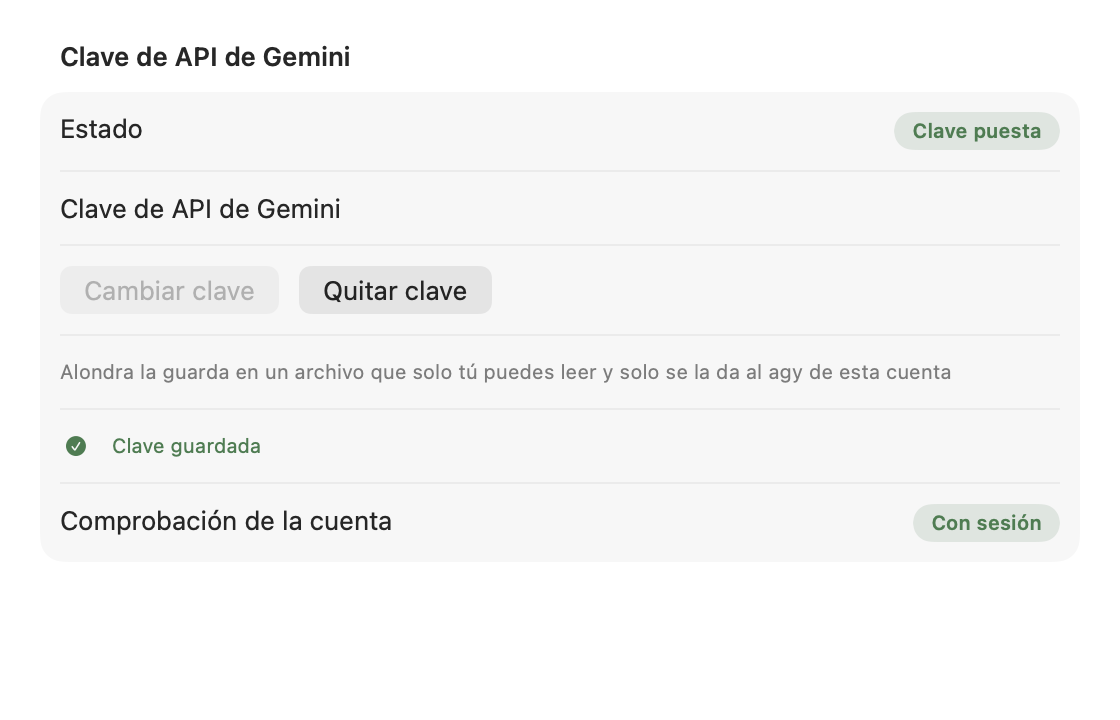 Clave de API de Gemini
Estado
Clave puesta
Clave de API de Gemini
Cambiar clave
Quitar clave
Alondra la guarda en un archivo que solo tú puedes leer y solo se la da al agy de esta cuenta
Clave guardada
Comprobación de la cuenta
Con sesión